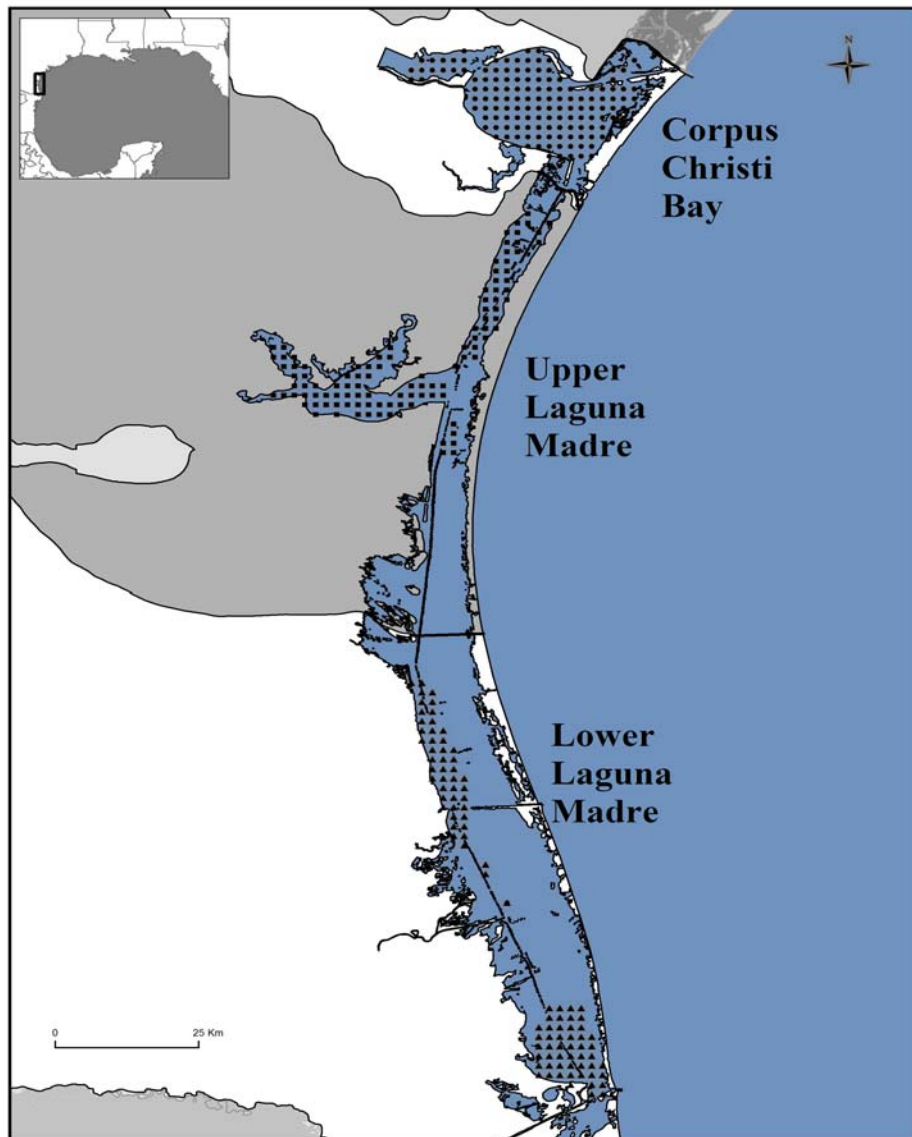 N
Corpus
Christi
Bay
Upper
Laguna
Madre
Lower
Laguna
Madre
0 25 Km